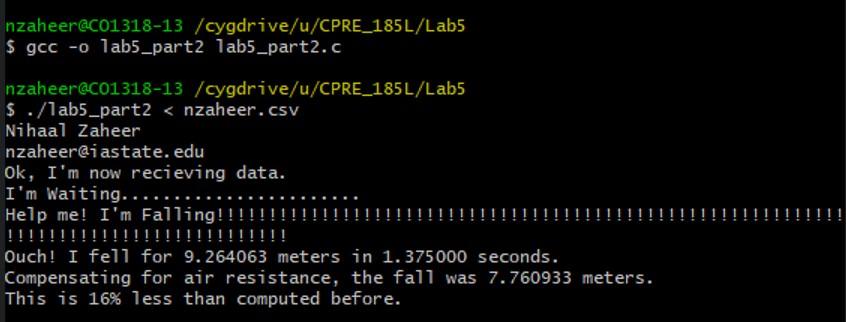 nzaheer@CO1318-13 /cygdrive/u/CPRE_185L/Lab5
$ gcc -o lab5_part2 lab5_part2.c
nzaheer@CO1318-13 /cygdrive/u/CPRE_185L/Lab5
$ ./lab5_part2 < nzaheer.csv
Nihaal Zaheer
nzaheer@iastate.edu
Ok, I'm now recieving data.
I'm Waiting.......................
Help me! I'm Falling!!!!!!!!!!!!!!!!!!!!!!!!!!!!!!!!!!!!!!!!!!!!!!!!!!!!!!!!!!!!
!!!!!!!!!!!!!!!!!!!!!!!!!!!
Ouch! I fell for 9.264063 meters in 1.375000 seconds.
Compensating for air resistance, the fall was 7.760933 meters.
This is 16% less than computed before.